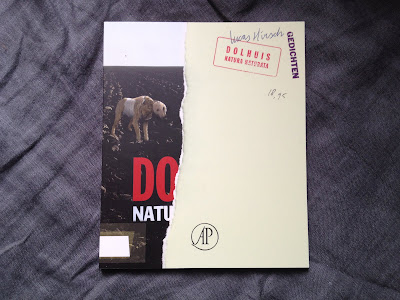 Lucas Hirsch
DOLHUIS
NATURA NATURATA
GEDICHTEN
18,95
DO
NATU
AP